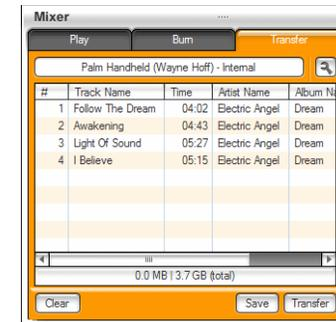 Mixer
Play Burn Transfer
Palm Handheld (Wayne Hoff) - Internal
# Track Name Time Artist Name Album Na
1 Follow The Dream 04:02 Electric Angel Dream
2 Awakening 04:43 Electric Angel Dream
3 Light Of Sound 05:27 Electric Angel Dream
4 I Believe 05:15 Electric Angel Dream
0.0 MB | 3.7 GB (total)
Clear Save Transfer